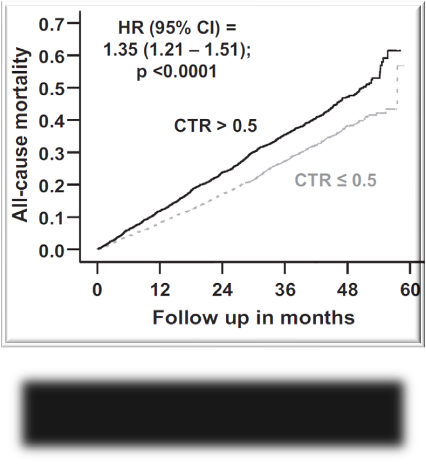 HR (95% CI) =
1.35 (1.21 – 1.51);
p <0.0001
All-cause mortality
0.7
0.6
0.5
0.4
0.3
0.2
0.1
0.0
CTR > 0.5
CTR ≤ 0.5
0 12 24 36 48 60
Follow up in months